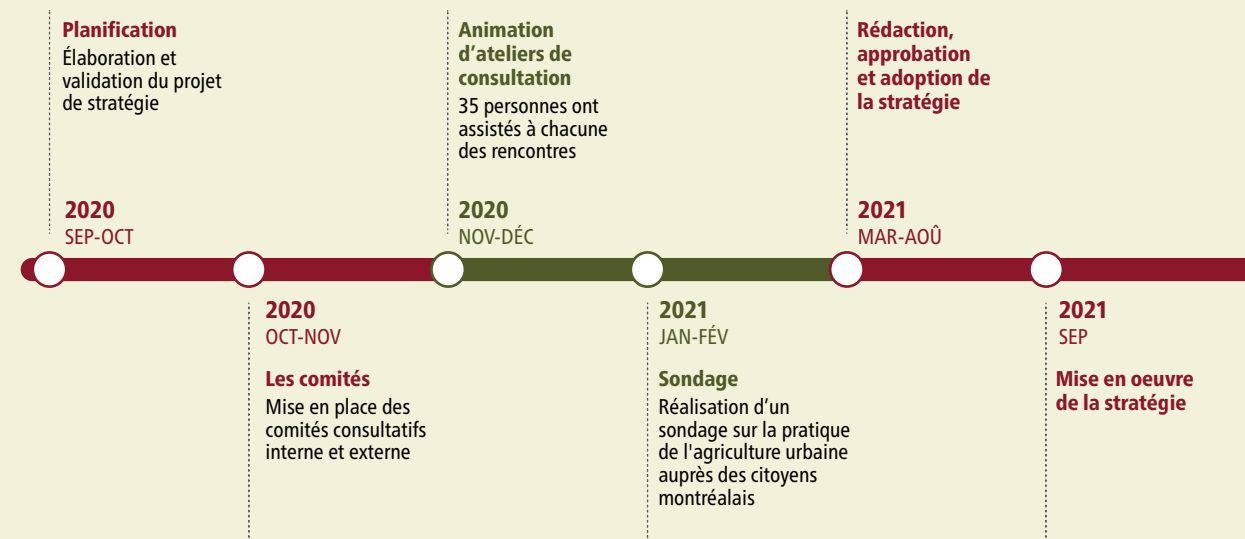 Planification
Élaboration et
validation du projet
de stratégie
2020
SEP-OCT
2020
OCT-NOV
Les comités
Mise en place des
comités consultatifs
interne et externe
Animation
d’ateliers de
consultation
35 personnes ont
assistés à chacune
des rencontres
2020
NOV-DÉC
2021
JAN-FÉV
Sondage
Réalisation d’un
sondage sur la pratique
de l'agriculture urbaine
auprès des citoyens
montréalais
Rédaction,
approbation
et adoption de
la stratégie
2021
MAR-AOÛ
2021
SEP
Mise en oeuvre
de la stratégie